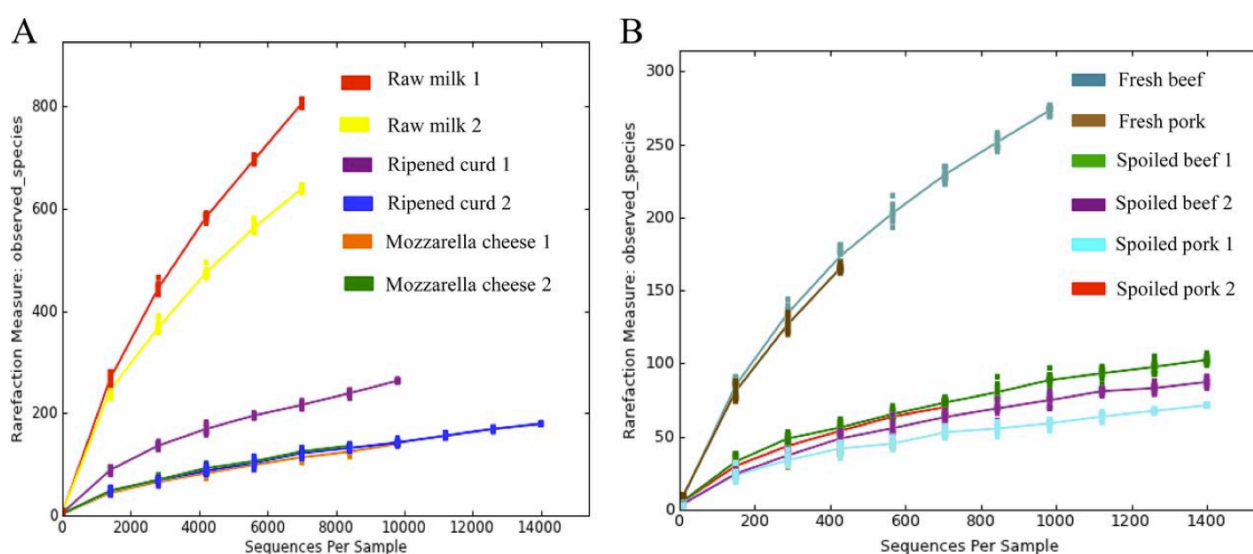 A
Rarefaction Measure: observed_species
800
600
400
200
0
0 2000 4000 6000 8000 10000 12000 14000
Sequences Per Sample
Raw milk 1
Raw milk 2
Ripened curd 1
Ripened curd 2
Mozzarella cheese 1
Mozzarella cheese 2
B
Rarefaction Measure: observed_species
300
250
200
150
100
50
0
0 200 400 600 800 1000 1200 1400
Sequences Per Sample
Fresh beef
Fresh pork
Spoiled beef 1
Spoiled beef 2
Spoiled pork 1
Spoiled pork 2